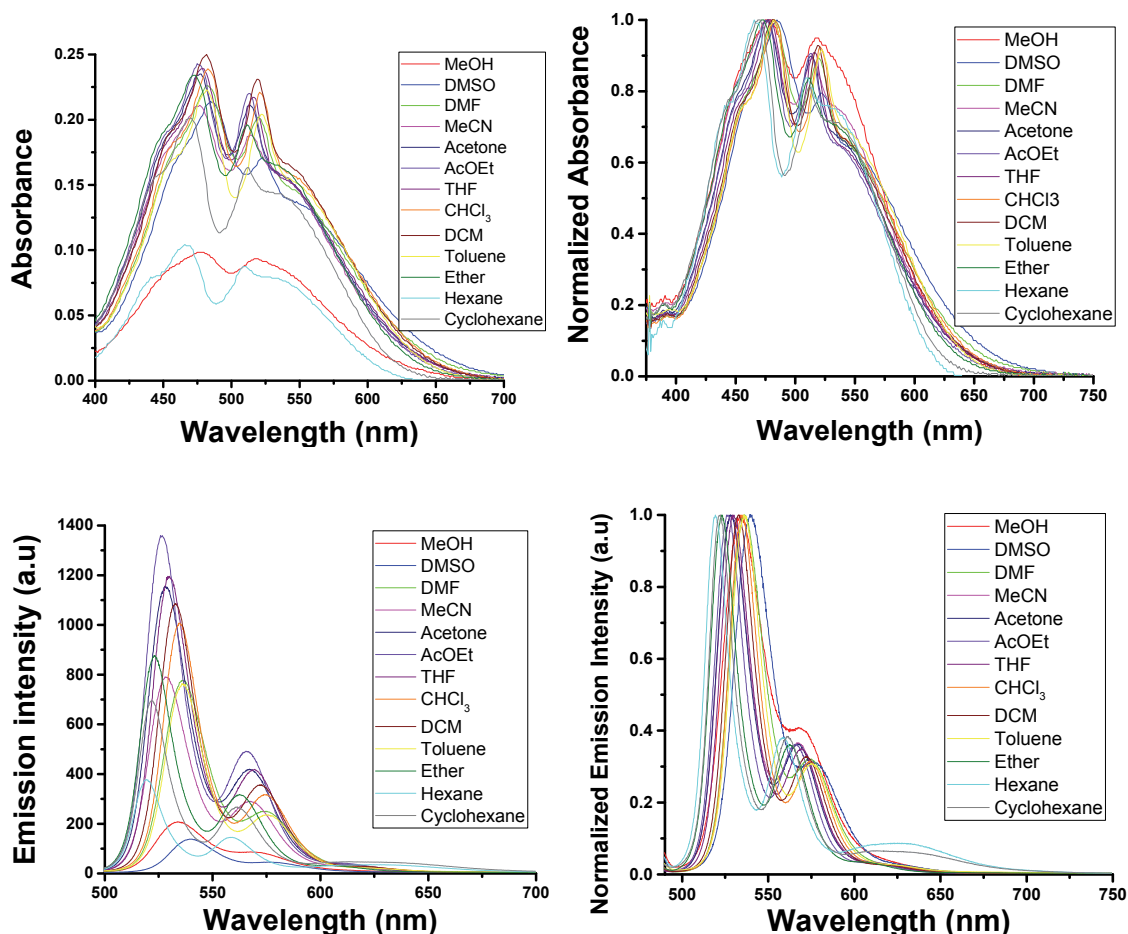 Absorbance
0.25
0.20
0.15
0.10
0.05
0.00
400
450
500
550
600
650
700
Wavelength (nm)
MeOH
DMSO
DMF
MeCN
Acetone
AcOEt
THF
CHCl₃
DCM
Toluene
Ether
Hexane
Cyclohexane
Normalized Absorbance
1.0
0.8
0.6
0.4
0.2
0.0
400
450
500
550
600
650
700
750
Wavelength (nm)
MeOH
DMSO
DMF
MeCN
Acetone
AcOEt
THF
CHCl3
DCM
Toluene
Ether
Hexane
Cyclohexane
Emission intensity (a.u)
1400
1200
1000
800
600
400
200
0
500
550
600
650
700
Wavelength (nm)
MeOH
DMSO
DMF
MeCN
Acetone
AcOEt
THF
CHCl₃
DCM
Toluene
Ether
Hexane
Cyclohexane
Normalized Emission Intensity (a.u)
1.0
0.8
0.6
0.4
0.2
0.0
500
550
600
650
700
750
Wavelength (nm)
MeOH
DMSO
DMF
MeCN
Acetone
AcOEt
THF
CHCl₃
DCM
Toluene
Ether
Hexane
Cyclohexane